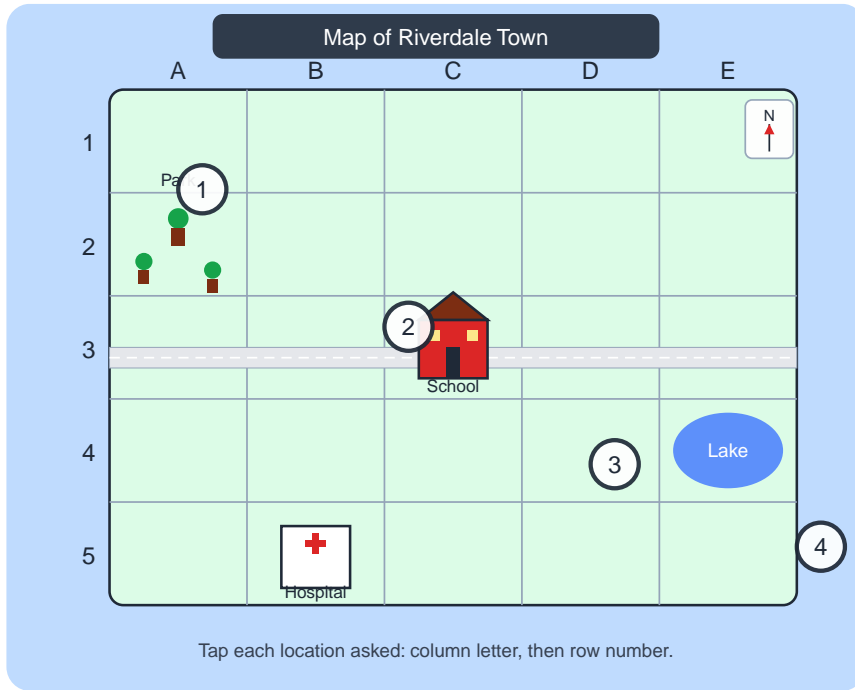 Map of Riverdale Town
A B C D E
N
1
Park
1
2
2
3
School
4
3
Lake
5
4
Hospital
Tap each location asked: column letter, then row number.